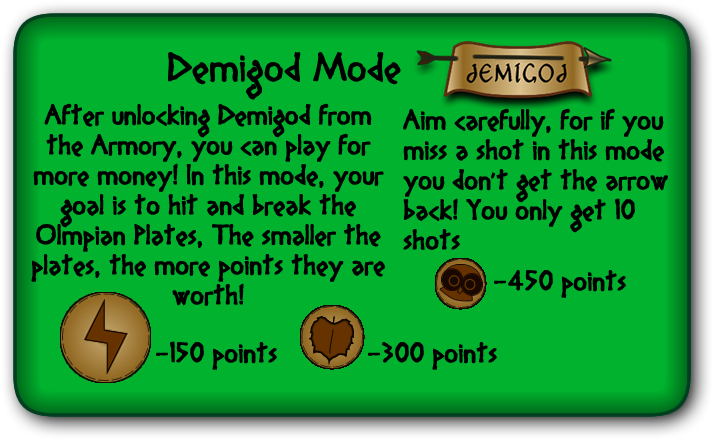 Demigod Mode
DEMIGOD
After unlocking Demigod from
the Armory, you can play for
more money! In this mode, your
goal is to hit and break the
Olmpian Plates, The smaller the
plates, the more points they are
worth!
-150 points
-300 points
Aim carefully, for if you
miss a shot in this mode
you don't get the arrow
back! You only get 10
shots
-450 points